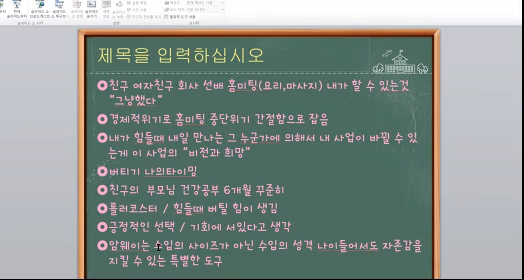 제목을 입력하십시오
친구 여자친구 회사 선배 홈미팅(요리,마사지) 내가 할 수 있는것
"그냥했다"
경제적위기로 홈미팅 중단위기 간절함으로 잡음
내가 힘들때 내일 만나는 그 누군가에 의해서 내 사업이 바뀔 수 있
는게 이 사업의 "비전과 희망"
버티기 나의타이밍
친구의 부모님 건강공부 6개월 꾸준히
롤러코스터 / 힘들때 버틸 힘이 생김
긍정적인 선택 / 기회에 서있다고 생각
암웨이는 수입의 사이즈가 아닌 수입의 성격 나이들어서도 자존감을
지킬 수 있는 특별한 도구